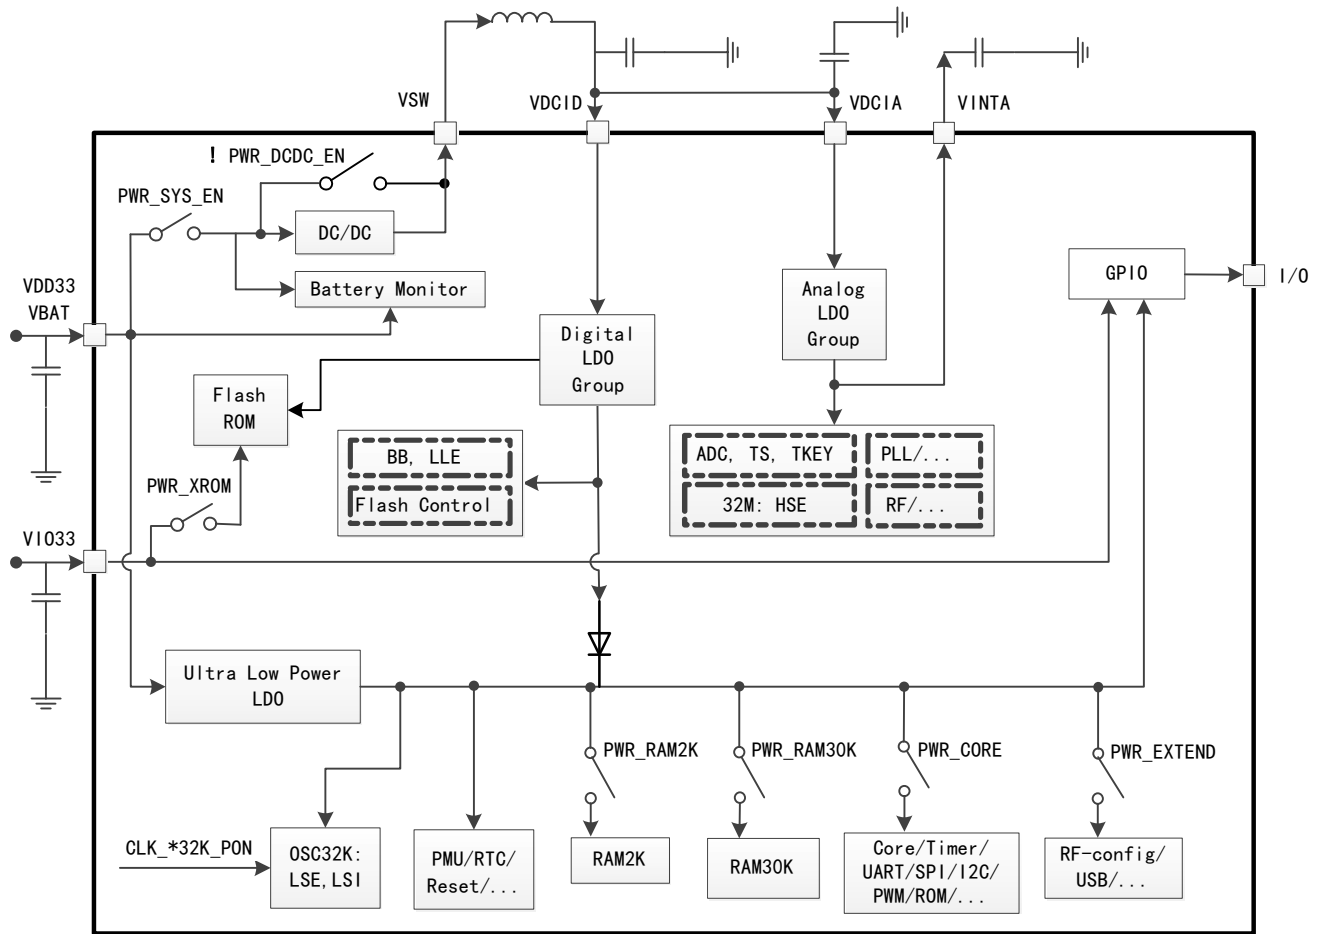 VSW
VDCID
VDCIA
VINTA
! PWR_DCDC_EN
PWR_SYS_EN
DC/DC
Battery Monitor
VDD33
VBAT
GPIO
I/O
Analog
LDO
Group
Digital
LDO
Group
Flash
ROM
BB, LLE
Flash Control
ADC, TS, TKEY
PLL/...
32M: HSE
RF/...
PWR_XROM
VIO33
Ultra Low Power
LDO
PWR_RAM2K
PWR_RAM30K
PWR_CORE
PWR_EXTEND
CLK_*32K_PON
OSC32K:
LSE,LSI
PMU/RTC/
Reset/...
RAM2K
RAM30K
Core/Timer/
UART/SPI/I2C/
PWM/ROM/...
RF-config/
USB/...